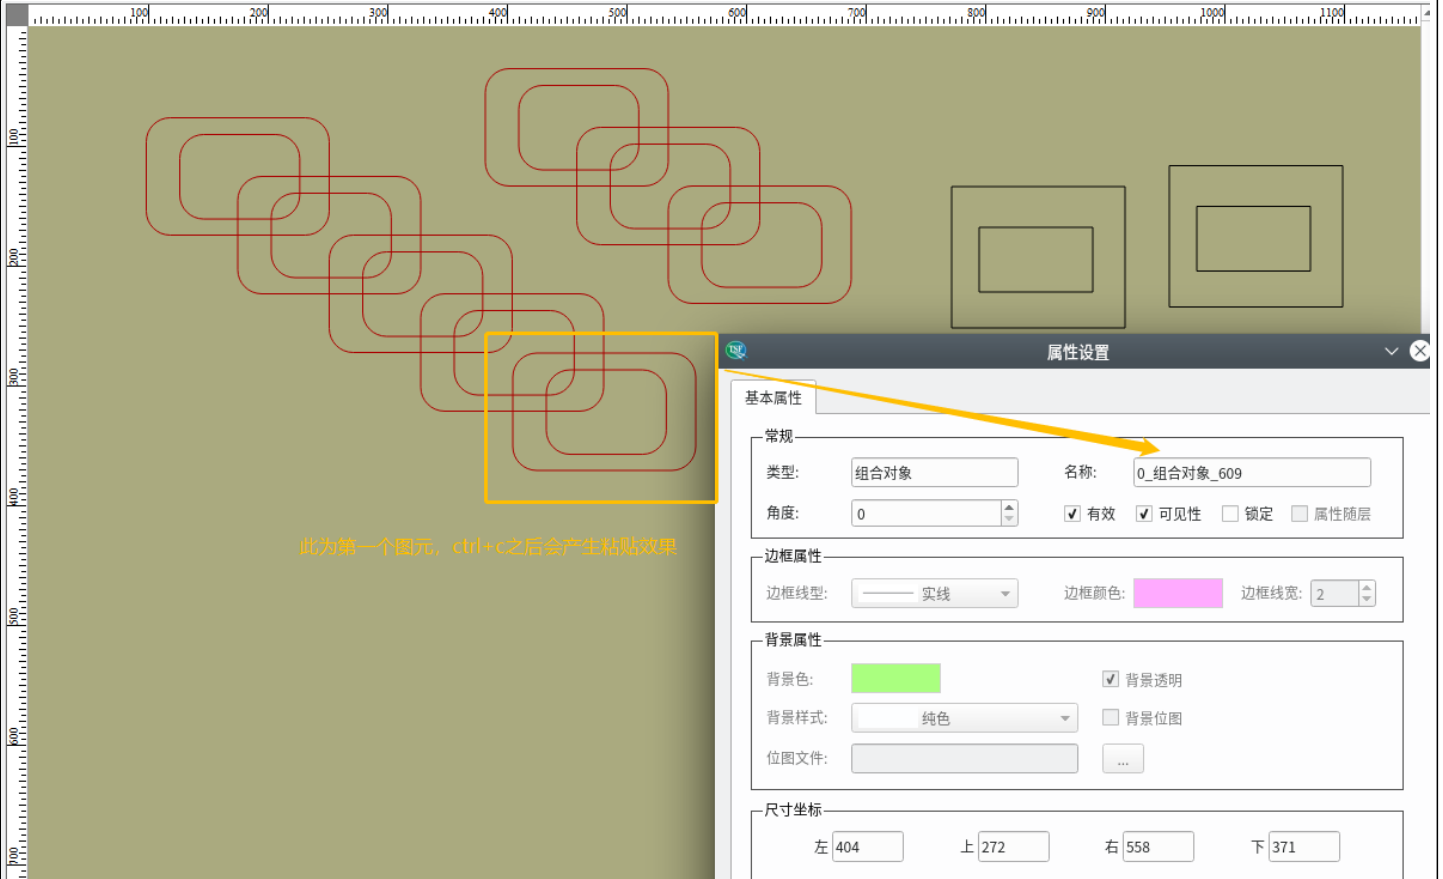 100 200 300 400 500 600 700 800 900 1000 1100
100
200
300
400
500
600
700
TSF
属性设置
基本属性
常规
类型: 组合对象 名称: 0_组合对象_609
角度: 0 有效 可见性 锁定 属性随层
此为第一个图元，ctrl+c之后会产生粘贴效果
边框属性
边框线型: 实线 边框颜色: 边框线宽: 2
背景属性
背景色: 背景透明
背景样式: 纯色 背景位图
位图文件: ...
尺寸坐标
左 404 上 272 右 558 下 371